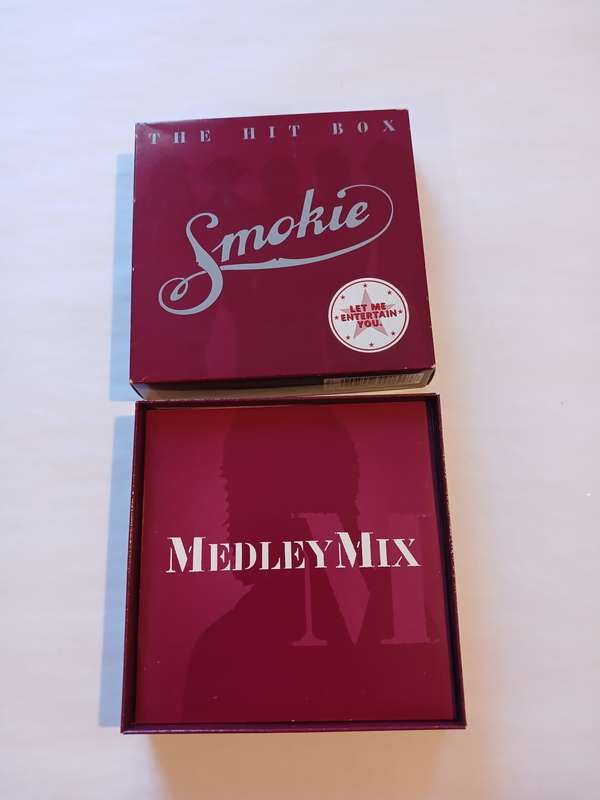 THE HIT BOX
Smokie
LET ME
ENTERTAIN
YOU.
MEDLEYMIX
M